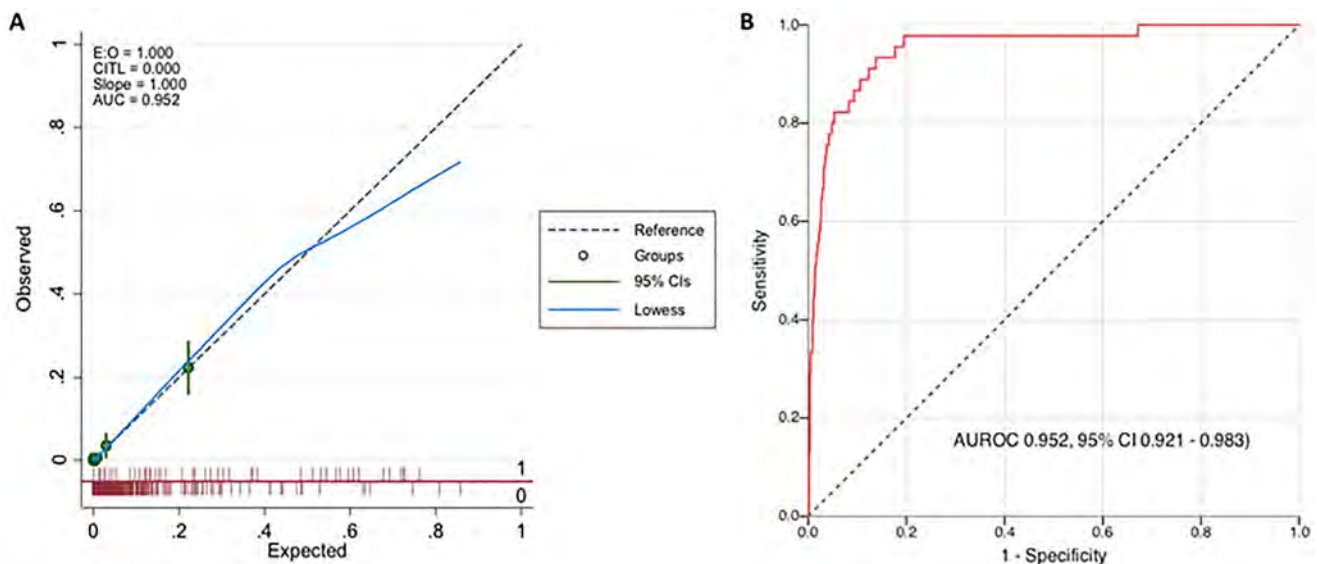 A
E:O = 1.000
CITL = 0.000
Slope = 1.000
AUC = 0.952
1
.8
.6
.4
.2
0
Observed
1
0
0 .2 .4 .6 .8 1
Expected
Reference
Groups
95% CIs
Lowess
B
1.0
0.8
0.6
0.4
0.2
0.0
Sensitivity
AUROC 0.952, 95% CI 0.921 - 0.983)
0.0 0.2 0.4 0.6 0.8 1.0
1 - Specificity